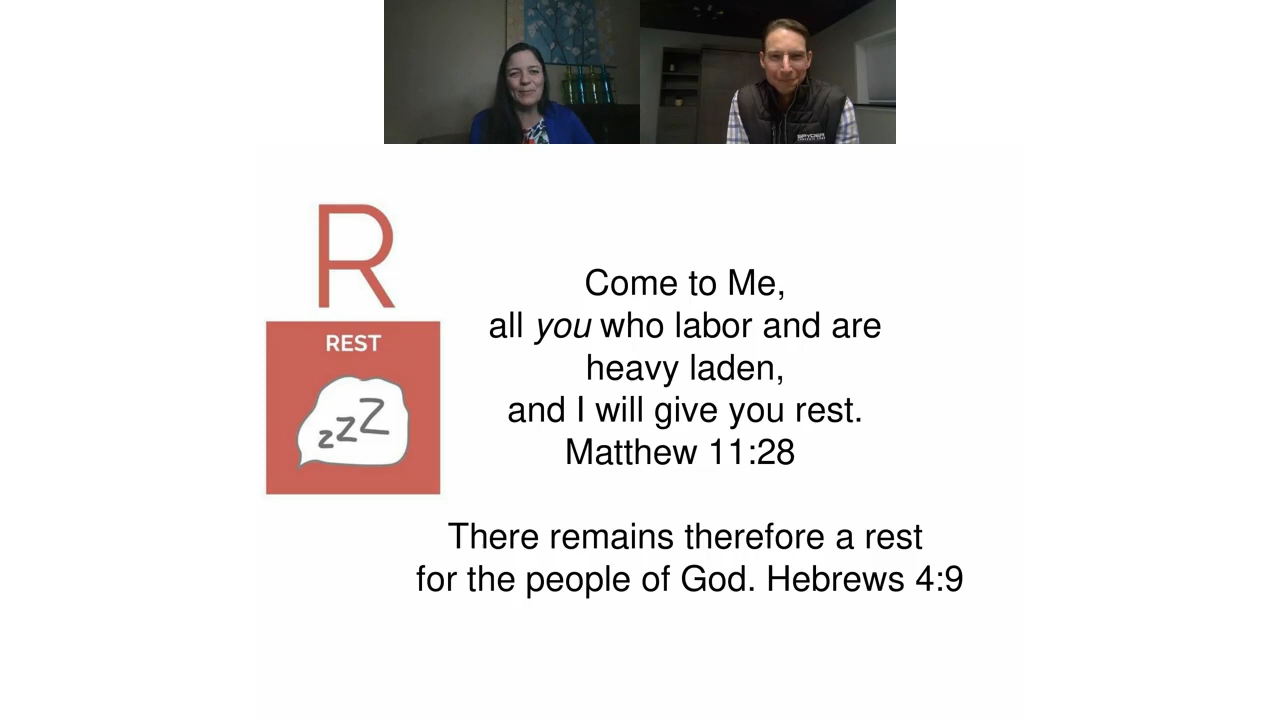 SPYDER
R
REST
zzZ
Come to Me,
all you who labor and are
heavy laden,
and I will give you rest.
Matthew 11:28
There remains therefore a rest
for the people of God. Hebrews 4:9